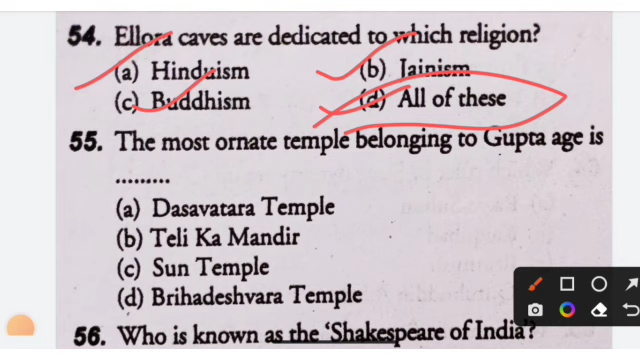 54. Ellora caves are dedicated to which religion?
(a) Hinduism (b) Jainism
(c) Buddhism (d) All of these
55. The most ornate temple belonging to Gupta age is
.........
(a) Dasavatara Temple
(b) Teli Ka Mandir
(c) Sun Temple
(d) Brihadeshvara Temple
56. Who is known as the 'Shakespeare of India'?